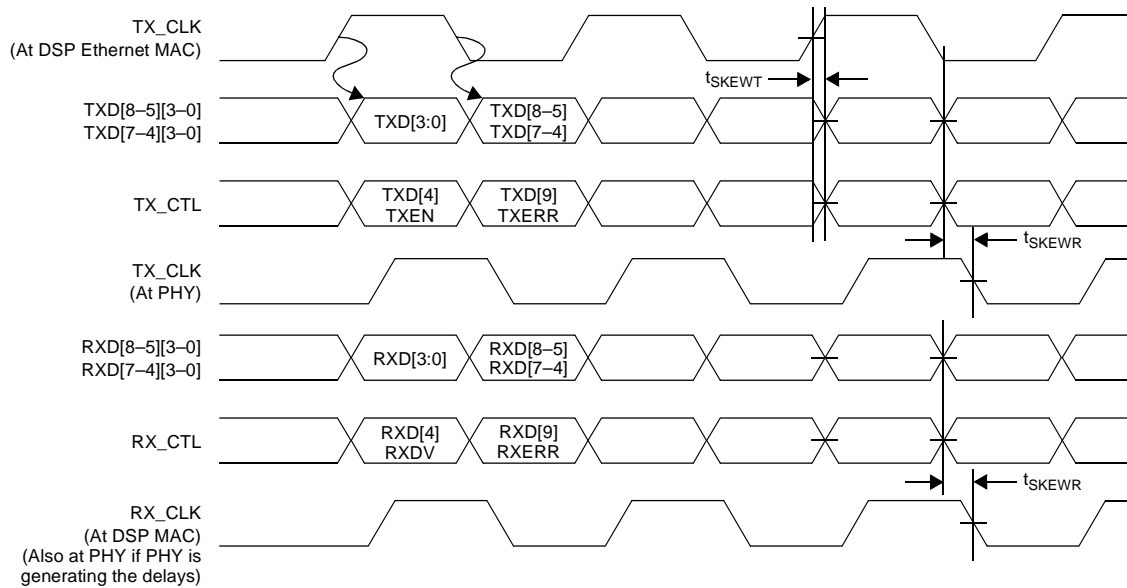 TX_CLK
(At DSP Ethernet MAC)
tSKEWT
TXD[8–5][3–0]
TXD[7–4][3–0]
TXD[3:0]
TXD[8–5]
TXD[7–4]
TX_CTL
TXD[4]
TXEN
TXD[9]
TXERR
tSKEWR
TX_CLK
(At PHY)
RXD[8–5][3–0]
RXD[7–4][3–0]
RXD[3:0]
RXD[8–5]
RXD[7–4]
RX_CTL
RXD[4]
RXDV
RXD[9]
RXERR
tSKEWR
RX_CLK
(At DSP MAC)
(Also at PHY if PHY is
generating the delays)